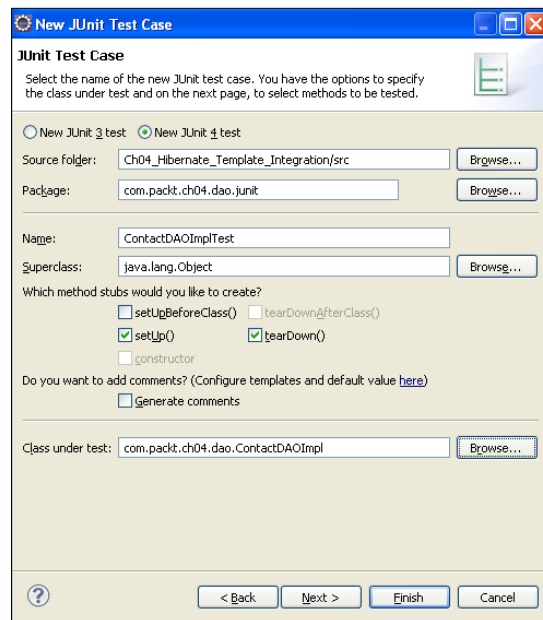 New JUnit Test Case
JUnit Test Case
Select the name of the new JUnit test case. You have the options to specify
the class under test and on the next page, to select methods to be tested.
New JUnit 3 test New JUnit 4 test
Source folder: Ch04_Hibernate_Template_Integration/src Browse...
Package: com.packt.ch04.dao.junit Browse...
Name: ContactDAOImplTest
Superclass: java.lang.Object Browse...
Which method stubs would you like to create?
setUpBeforeClass() tearDownAfterClass()
setUp() tearDown()
constructor
Do you want to add comments? (Configure templates and default value here)
Generate comments
Class under test: com.packt.ch04.dao.ContactDAOImpl Browse...
? < Back Next > Finish Cancel